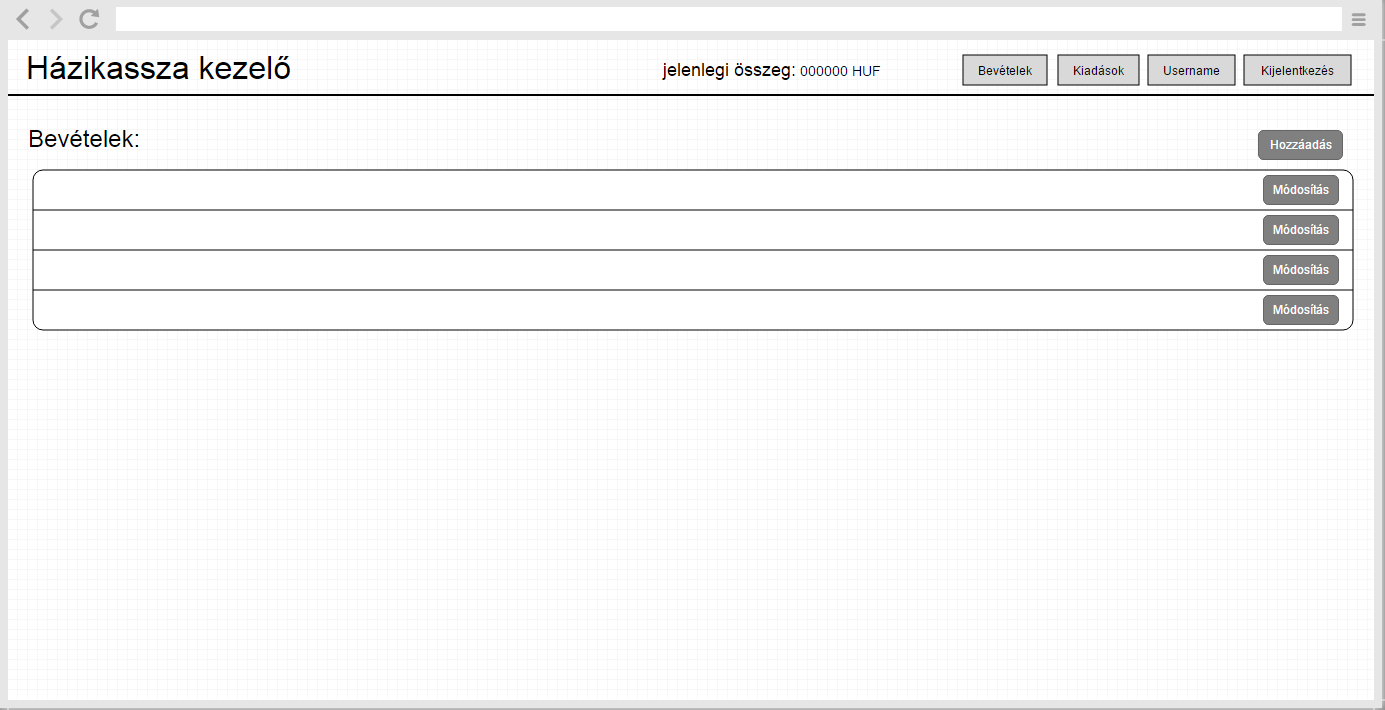 Házikassza kezelő
jelenlegi összeg: 000000 HUF
Bevételek
Kiadások
Username
Kijelentkezés
Bevételek:
Hozzáadás
Módosítás
Módosítás
Módosítás
Módosítás